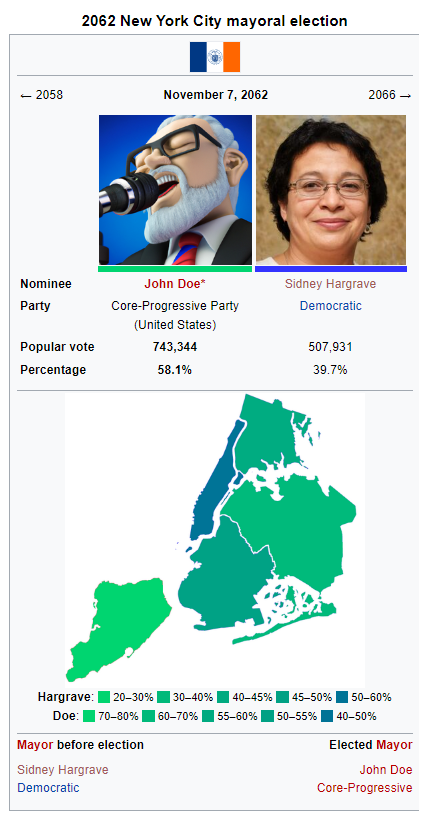 2062 New York City mayoral election
← 2058 November 7, 2062 2066 →
Nominee John Doe* Sidney Hargrave
Party Core-Progressive Party Democratic
(United States)
Popular vote 743,344 507,931
Percentage 58.1% 39.7%
Hargrave: 20–30% 30–40% 40–45% 45–50% 50–60%
Doe: 70–80% 60–70% 55–60% 50–55% 40–50%
Mayor before election Elected Mayor
Sidney Hargrave John Doe
Democratic Core-Progressive